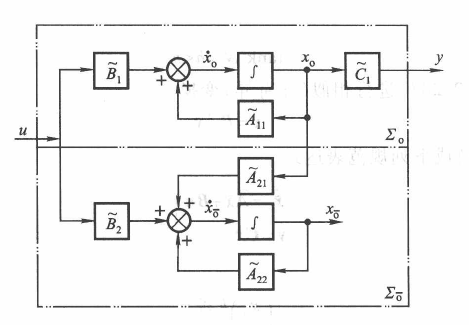 B̃₁ + + ẋₒ ∫ xₒ C̃₁ y
Ã₁₁
u Σₒ
Ã₂₁
B̃₂ + + + ẋₒ̄ ∫ xₒ̄
Ã₂₂
Σₒ̄